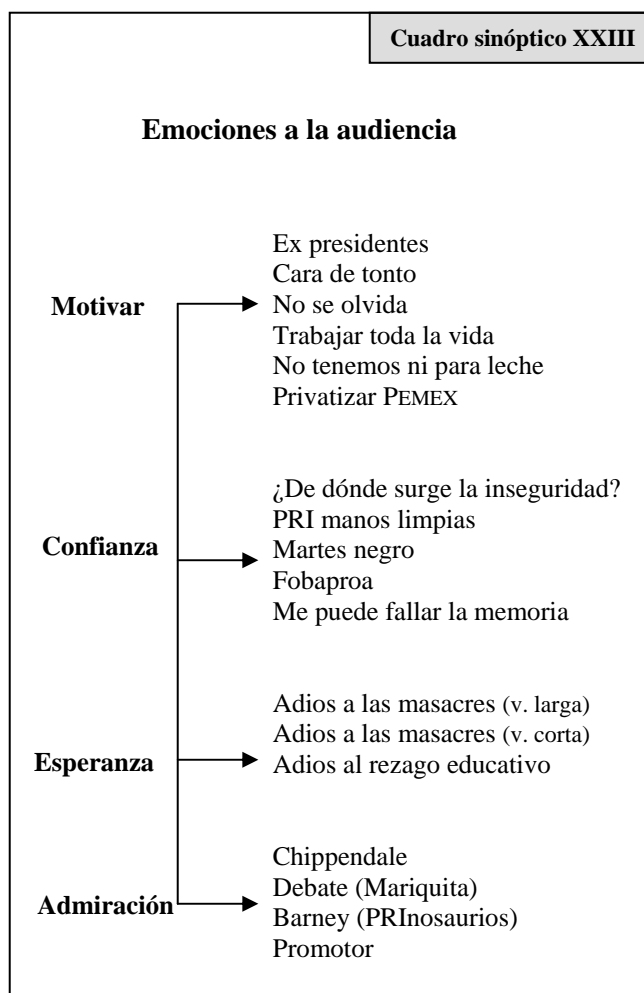 Cuadro sinóptico XXIII
Emociones a la audiencia
Motivar
Ex presidentes
Cara de tonto
No se olvida
Trabajar toda la vida
No tenemos ni para leche
Privatizar PEMEX
Confianza
¿De dónde surge la inseguridad?
PRI manos limpias
Martes negro
Fobaproa
Me puede fallar la memoria
Esperanza
Adios a las masacres (v. larga)
Adios a las masacres (v. corta)
Adios al rezago educativo
Admiración
Chippendale
Debate (Mariquita)
Barney (PRInosaurios)
Promotor